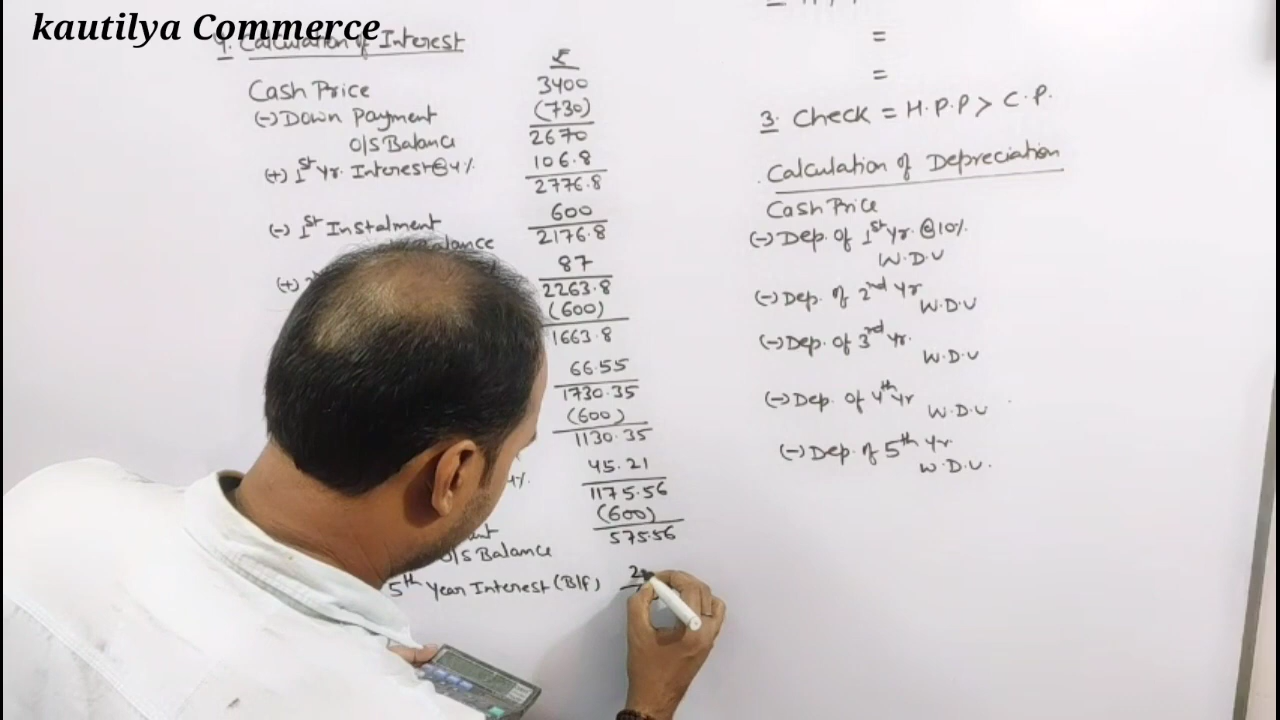 kautilya Commerce
4. Calculation of Interest
₹
Cash Price 3400
(-) Down Payment (730)
O/S Balance 2670
(+) 1st Yr. Interest @ 4% 106.8
2776.8
(-) 1st Instalment 600
Balance 2176.8
(+) 87
2263.8
(600)
1663.8
66.55
1730.35
(600)
1130.35
4%. 45.21
1175.56
(600)
O/S Balance 575.56
5th Year Interest (B/f)
=
=
3. Check = H.P.P > C.P.
Calculation of Depreciation
Cash Price
(-) Dep. of 1st Yr. @10%.
W.D.V
(-) Dep. of 2nd Yr
W.D.V
(-) Dep. of 3rd Yr.
W.D.V
(-) Dep. of 4th Yr
W.D.V
(-) Dep. of 5th Yr.
W.D.V.